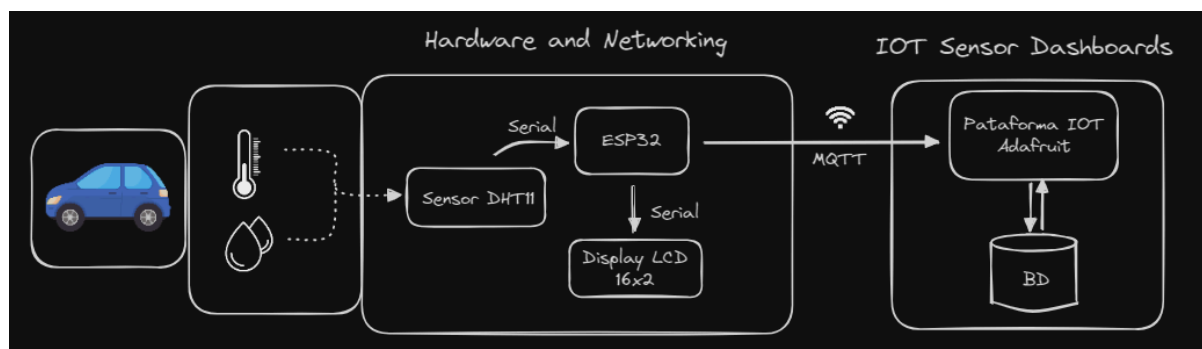 Hardware and Networking
IOT Sensor Dashboards
Serial
ESP32
Sensor DHT11
Serial
Display LCD
16x2
MQTT
Pataforma IOT
Adafruit
BD